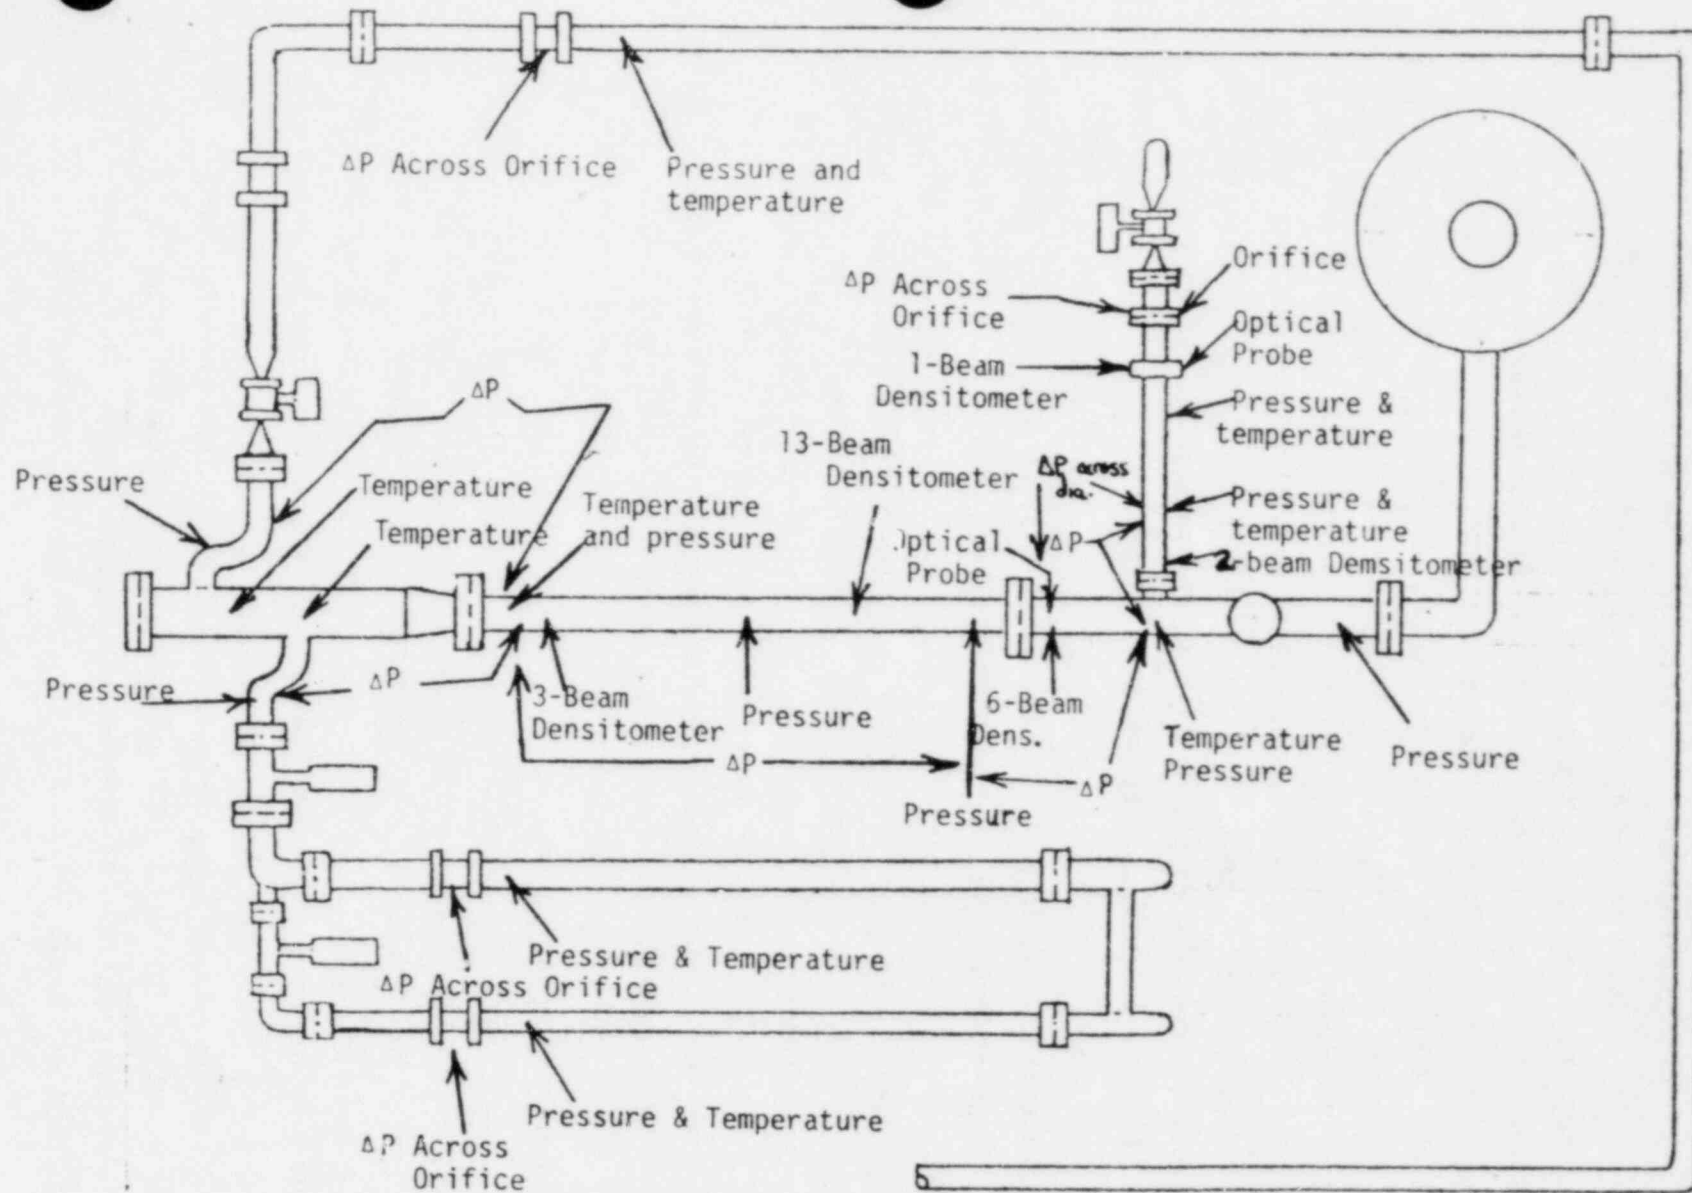 ΔP Across Orifice
Pressure and
temperature
Orifice
ΔP Across
Orifice
Optical
Probe
1-Beam
Densitometer
ΔP
Pressure &
temperature
13-Beam
Densitometer
ΔP across
dia.
Pressure
Temperature
Temperature
and pressure
Pressure &
temperature
Temperature
Optical
Probe
ΔP
2-beam Demsitometer
Pressure
ΔP
3-Beam
Densitometer
Pressure
6-Beam
Dens.
Temperature
Pressure
Pressure
ΔP
ΔP
Pressure
Pressure & Temperature
ΔP Across Orifice
Pressure & Temperature
ΔP Across
Orifice